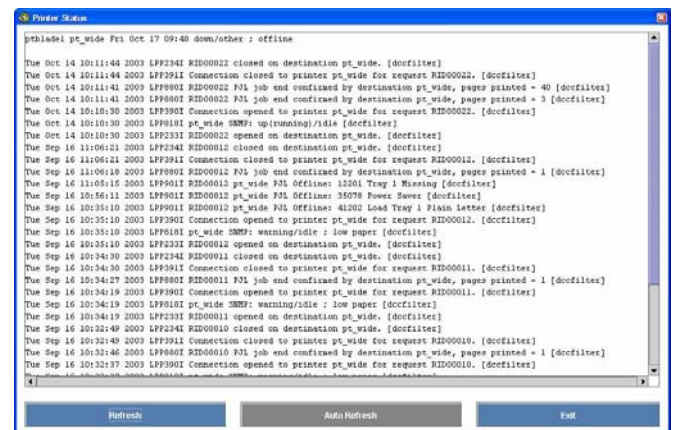 Printer Status
ptblade1 pt_wide Fri Oct 17 09:48 down/other ; offline
Tue Oct 14 10:11:44 2003 LPP234I RID00022 closed on destination pt_wide. [dccfilter]
Tue Oct 14 10:11:44 2003 LPP391I Connection closed to printer pt_wide for request RID00022. [dccfilter]
Tue Oct 14 10:11:41 2003 LPP880I RID00022 PJL job end confirmed by destination pt_wide, pages printed = 40 [dccfilter]
Tue Oct 14 10:11:41 2003 LPP880I RID00022 PJL job end confirmed by destination pt_wide, pages printed = 3 [dccfilter]
Tue Oct 14 10:10:30 2003 LPP390I Connection opened to printer pt_wide for request RID00022. [dccfilter]
Tue Oct 14 10:10:30 2003 LPP818I pt_wide SNMP: up(running)/idle [dccfilter]
Tue Oct 14 10:10:30 2003 LPP233I RID00022 opened on destination pt_wide. [dccfilter]
Tue Sep 16 11:06:21 2003 LPP234I RID00012 closed on destination pt_wide. [dccfilter]
Tue Sep 16 11:06:21 2003 LPP391I Connection closed to printer pt_wide for request RID00012. [dccfilter]
Tue Sep 16 11:06:18 2003 LPP880I RID00012 PJL job end confirmed by destination pt_wide, pages printed = 1 [dccfilter]
Tue Sep 16 11:05:15 2003 LPP901I RID00012 pt_wide PJL Offline: 12201 Tray 1 Missing [dccfilter]
Tue Sep 16 10:56:11 2003 LPP901I RID00012 pt_wide PJL Offline: 35078 Power Saver [dccfilter]
Tue Sep 16 10:35:10 2003 LPP901I RID00012 pt_wide PJL Offline: 41202 Load Tray 1 Plain Letter [dccfilter]
Tue Sep 16 10:35:10 2003 LPP390I Connection opened to printer pt_wide for request RID00012. [dccfilter]
Tue Sep 16 10:35:10 2003 LPP818I pt_wide SNMP: warning/idle ; low paper [dccfilter]
Tue Sep 16 10:35:10 2003 LPP233I RID00012 opened on destination pt_wide. [dccfilter]
Tue Sep 16 10:34:30 2003 LPP234I RID00011 closed on destination pt_wide. [dccfilter]
Tue Sep 16 10:34:30 2003 LPP391I Connection closed to printer pt_wide for request RID00011. [dccfilter]
Tue Sep 16 10:34:27 2003 LPP880I RID00011 PJL job end confirmed by destination pt_wide, pages printed = 1 [dccfilter]
Tue Sep 16 10:34:19 2003 LPP390I Connection opened to printer pt_wide for request RID00011. [dccfilter]
Tue Sep 16 10:34:19 2003 LPP818I pt_wide SNMP: warning/idle ; low paper [dccfilter]
Tue Sep 16 10:34:19 2003 LPP233I RID00011 opened on destination pt_wide. [dccfilter]
Tue Sep 16 10:32:49 2003 LPP234I RID00010 closed on destination pt_wide. [dccfilter]
Tue Sep 16 10:32:49 2003 LPP391I Connection closed to printer pt_wide for request RID00010. [dccfilter]
Tue Sep 16 10:32:46 2003 LPP880I RID00010 PJL job end confirmed by destination pt_wide, pages printed = 1 [dccfilter]
Tue Sep 16 10:32:37 2003 LPP390I Connection opened to printer pt_wide for request RID00010. [dccfilter]
Refresh
Auto Refresh
Exit